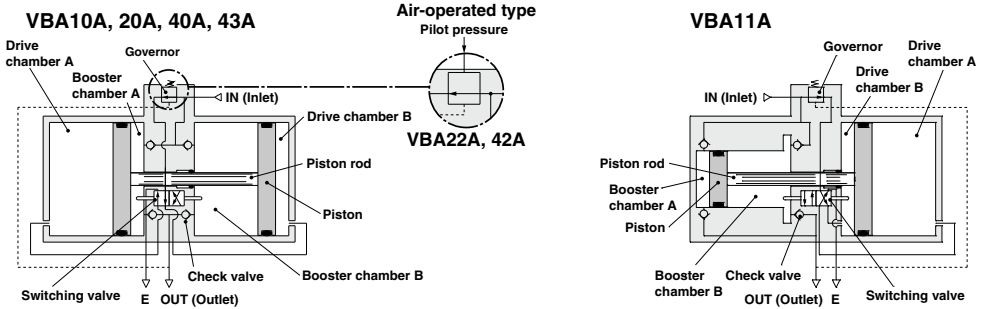 VBA10A, 20A, 40A, 43A
Drive
chamber A
Booster
chamber A
Governor
IN (Inlet)
Drive chamber B
Piston rod
Piston
Booster chamber B
Check valve
Switching valve
E
OUT (Outlet)
Air-operated type
Pilot pressure
VBA22A, 42A
VBA11A
Governor
Drive
chamber A
Drive
chamber B
IN (Inlet)
Piston rod
Booster
chamber A
Piston
Booster
chamber B
Check valve
OUT (Outlet)
E
Switching valve